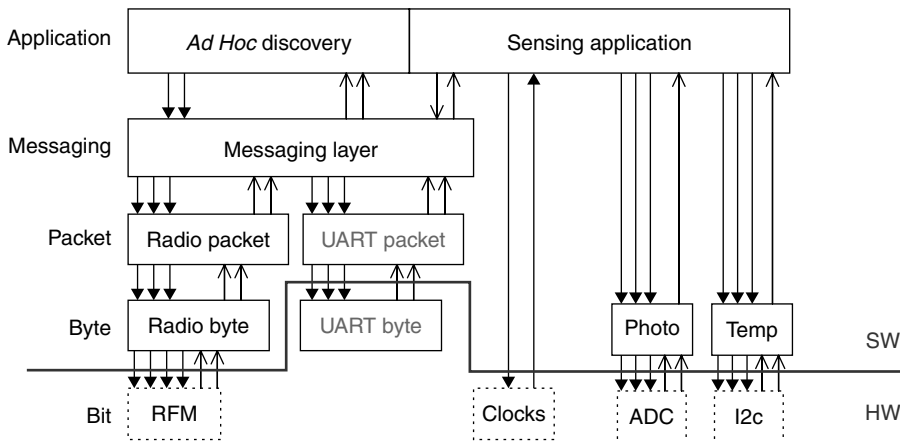 Application
Ad Hoc discovery
Sensing application
Messaging
Messaging layer
Packet
Radio packet
UART packet
Byte
Radio byte
UART byte
Photo
Temp
SW
Bit
RFM
Clocks
ADC
I2c
HW